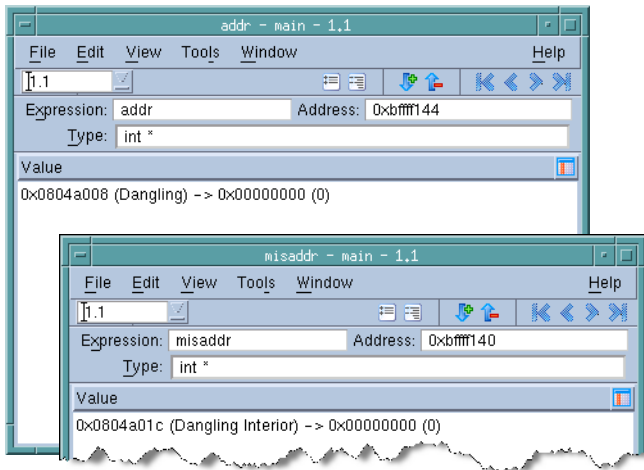 addr - main - 1.1
File Edit View Tools Window Help
1.1
Expression: addr Address: 0xbffff144
Type: int *
Value
0x0804a008 (Dangling) -> 0x00000000 (0)
misaddr - main - 1.1
File Edit View Tools Window Help
1.1
Expression: misaddr Address: 0xbffff140
Type: int *
Value
0x0804a01c (Dangling Interior) -> 0x00000000 (0)